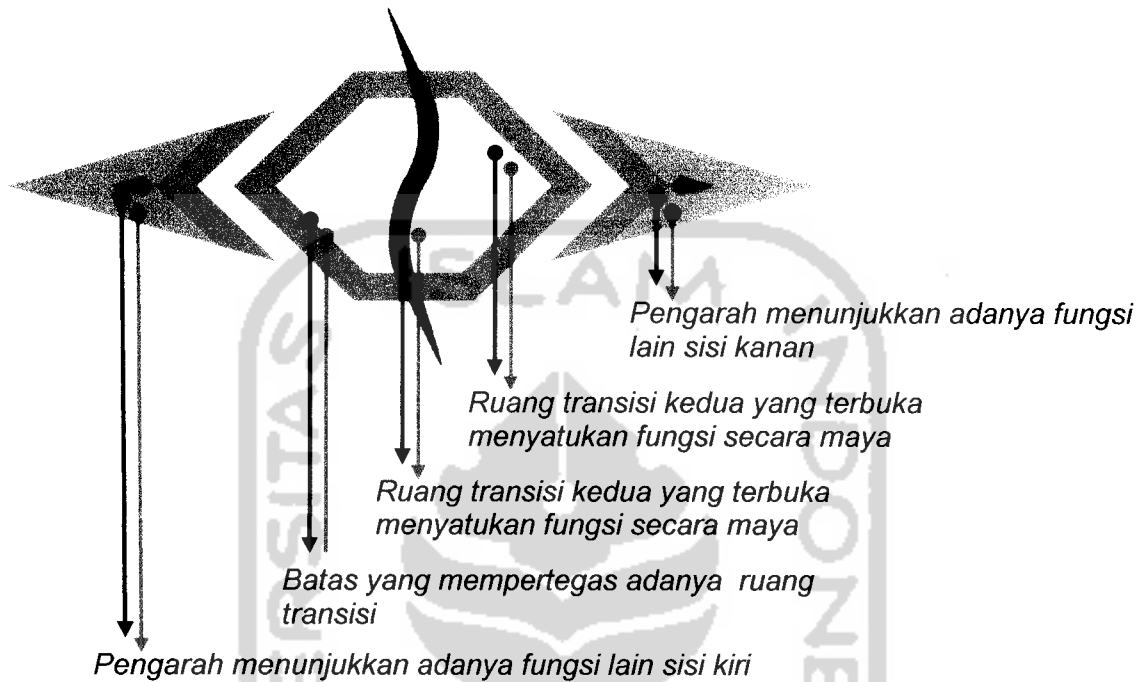 Pengarah menunjukkan adanya fungsi
lain sisi kanan
Ruang transisi kedua yang terbuka
menyatukan fungsi secara maya
Ruang transisi kedua yang terbuka
menyatukan fungsi secara maya
Batas yang mempertegas adanya ruang
transisi
Pengarah menunjukkan adanya fungsi lain sisi kiri
ISLAM